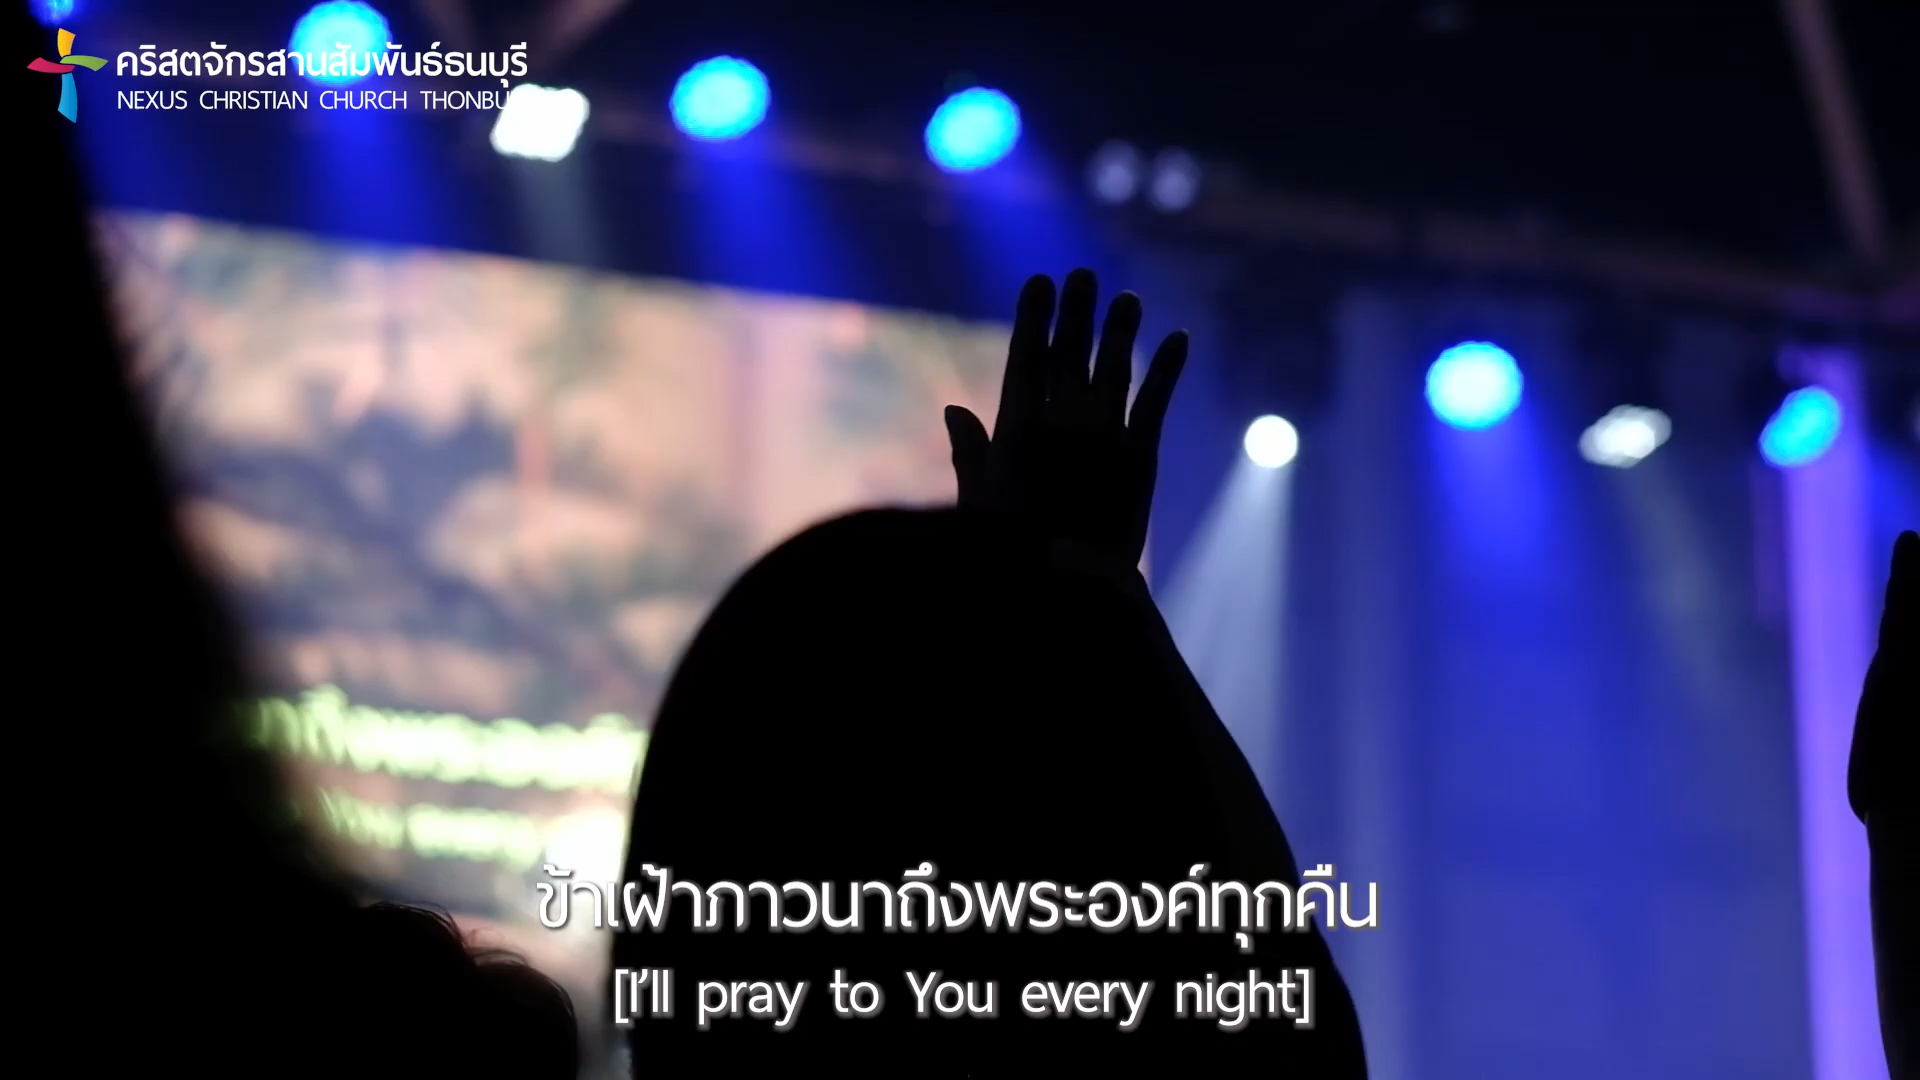 คริสตจักรสานสัมพันธ์ธนบุรี
NEXUS CHRISTIAN CHURCH
ข้าเฝ้าภาวนาถึงพระองค์ทุกคืน
[I'll pray to You every night]